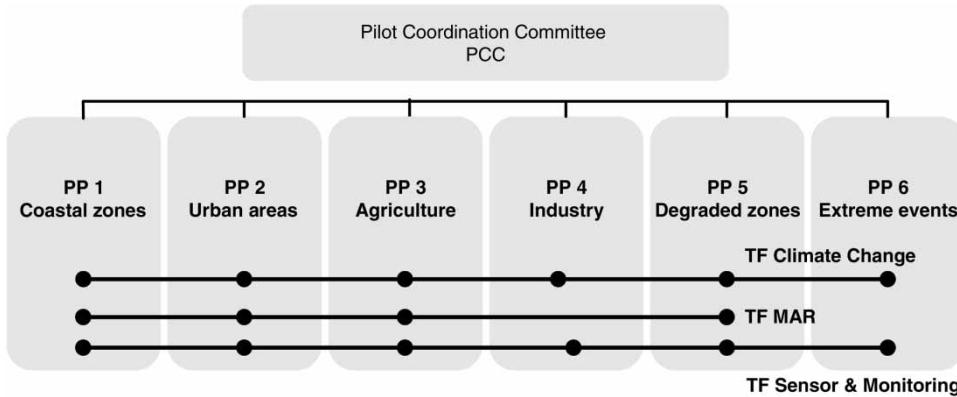 Pilot Coordination Committee
PCC
PP 1
Coastal zones
PP 2
Urban areas
PP 3
Agriculture
PP 4
Industry
PP 5
Degraded zones
PP 6
Extreme events
TF Climate Change
TF MAR
TF Sensor & Monitoring